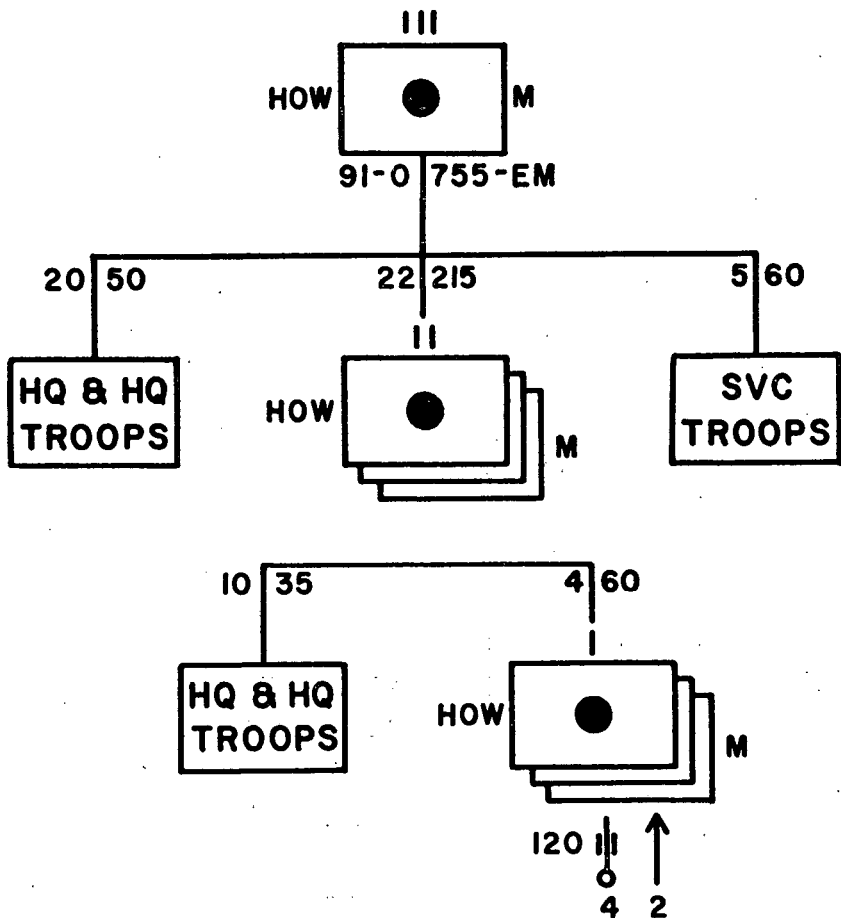 III
HOW M
91-0 755-EM
20 50 22 215 5 60
II
HQ & HQ
TROOPS
HOW M
SVC
TROOPS
10 35 4 60
I
HQ & HQ
TROOPS
HOW M
120
4 2